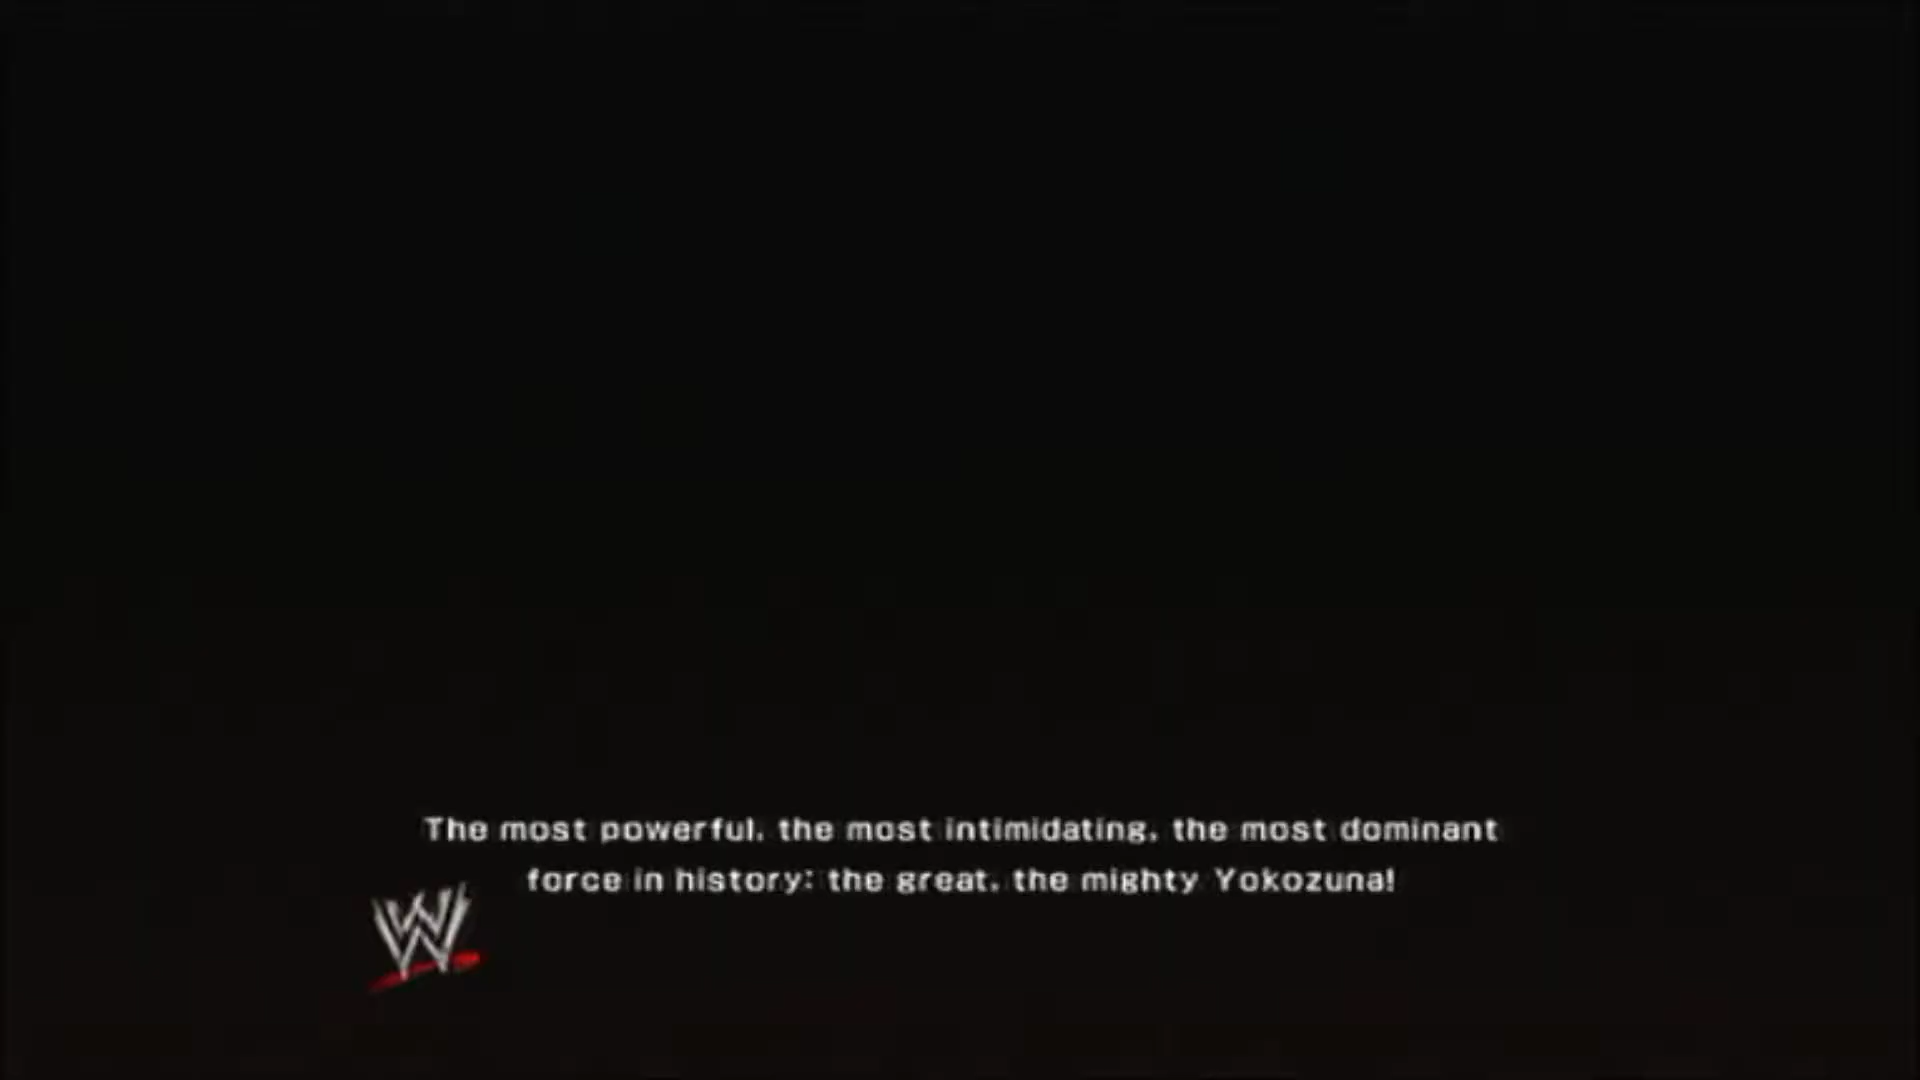 The most powerful, the most intimidating, the most dominant
force in history: the great, the mighty Yokozuna!
W